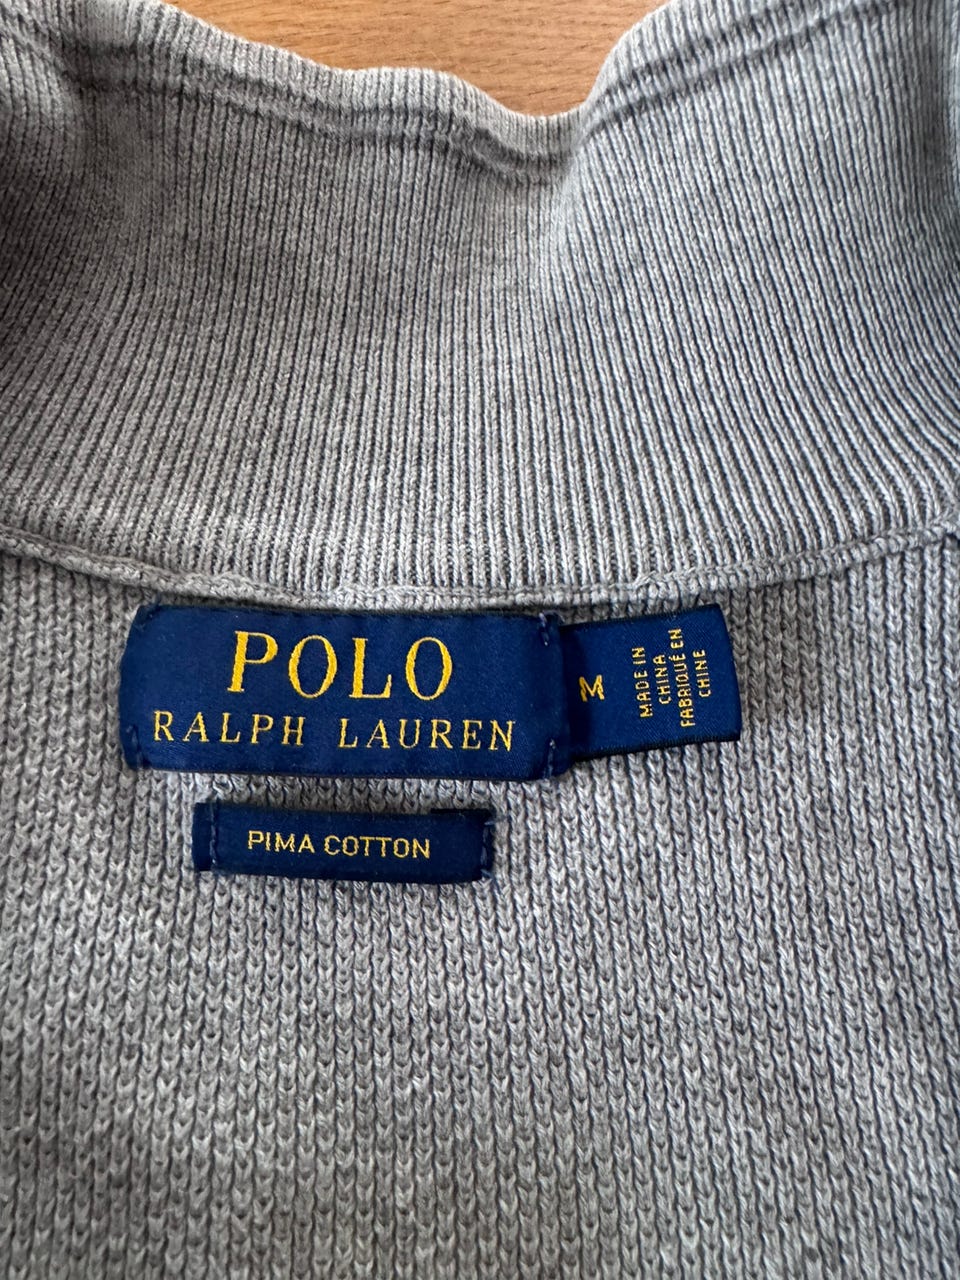 POLO
RALPH LAUREN
M
MADE IN
CHINA
FABRIQUÉ EN
CHINE
PIMA COTTON